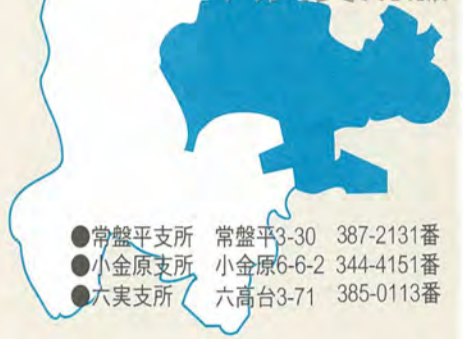 ●常盤平支所 常盤平3-30 387-2131番
●小金原支所 小金原6-6-2 344-4151番
●六実支所 六高台3-71 385-0113番